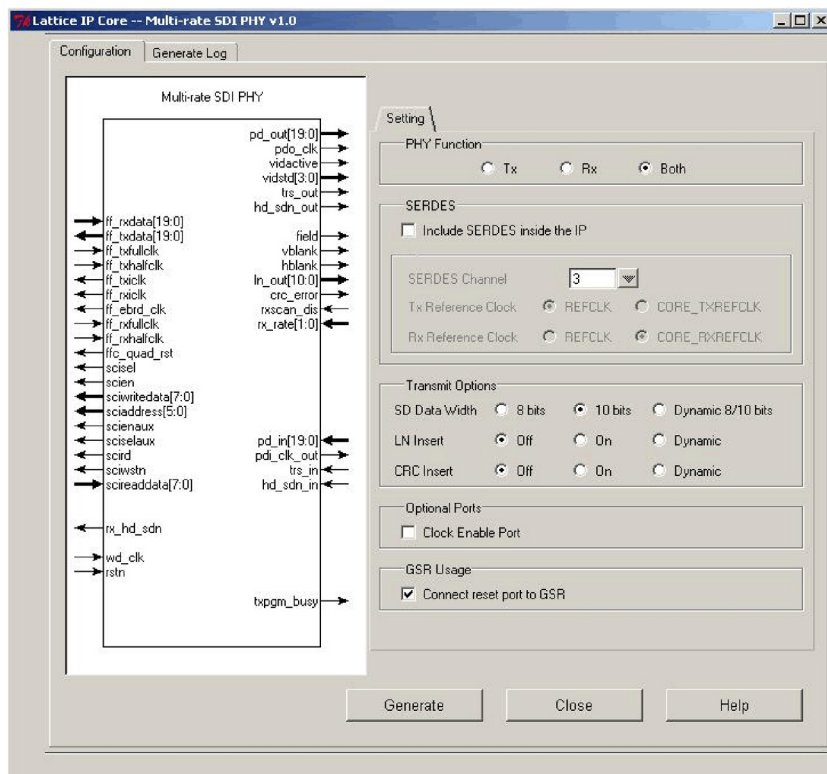 Lattice IP Core -- Multi-rate SDI PHY v1.0
Configuration
Generate Log
Multi-rate SDI PHY
pd_out[19:0]
pdo_clk
vidactive
vidstd[3:0]
trs_out
hd_sdn_out
ff_rxdata[19:0]
ff_txdata[19:0]
field
ff_txfullclk
vblank
ff_txhalfclk
hblank
ff_txiclk
ln_out[10:0]
ff_rxiclk
crc_error
ff_ebrd_clk
rxscan_dis
ff_rxfullclk
rx_rate[1:0]
ff_rxhalfclk
ffc_quad_rst
scisel
scien
sciwritedata[7:0]
sciaddress[5:0]
scienaux
sciselaux
pd_in[19:0]
scird
pdi_clk_out
sciwstn
trs_in
scireaddata[7:0]
hd_sdn_in
rx_hd_sdn
wd_clk
rstn
txpgm_busy
Setting
PHY Function
Tx Rx Both
SERDES
Include SERDES inside the IP
SERDES Channel 3
Tx Reference Clock REFCLK CORE_TXREFCLK
Rx Reference Clock REFCLK CORE_RXREFCLK
Transmit Options
SD Data Width 8 bits 10 bits Dynamic 8/10 bits
LN Insert Off On Dynamic
CRC Insert Off On Dynamic
Optional Ports
Clock Enable Port
GSR Usage
Connect reset port to GSR
Generate Close Help